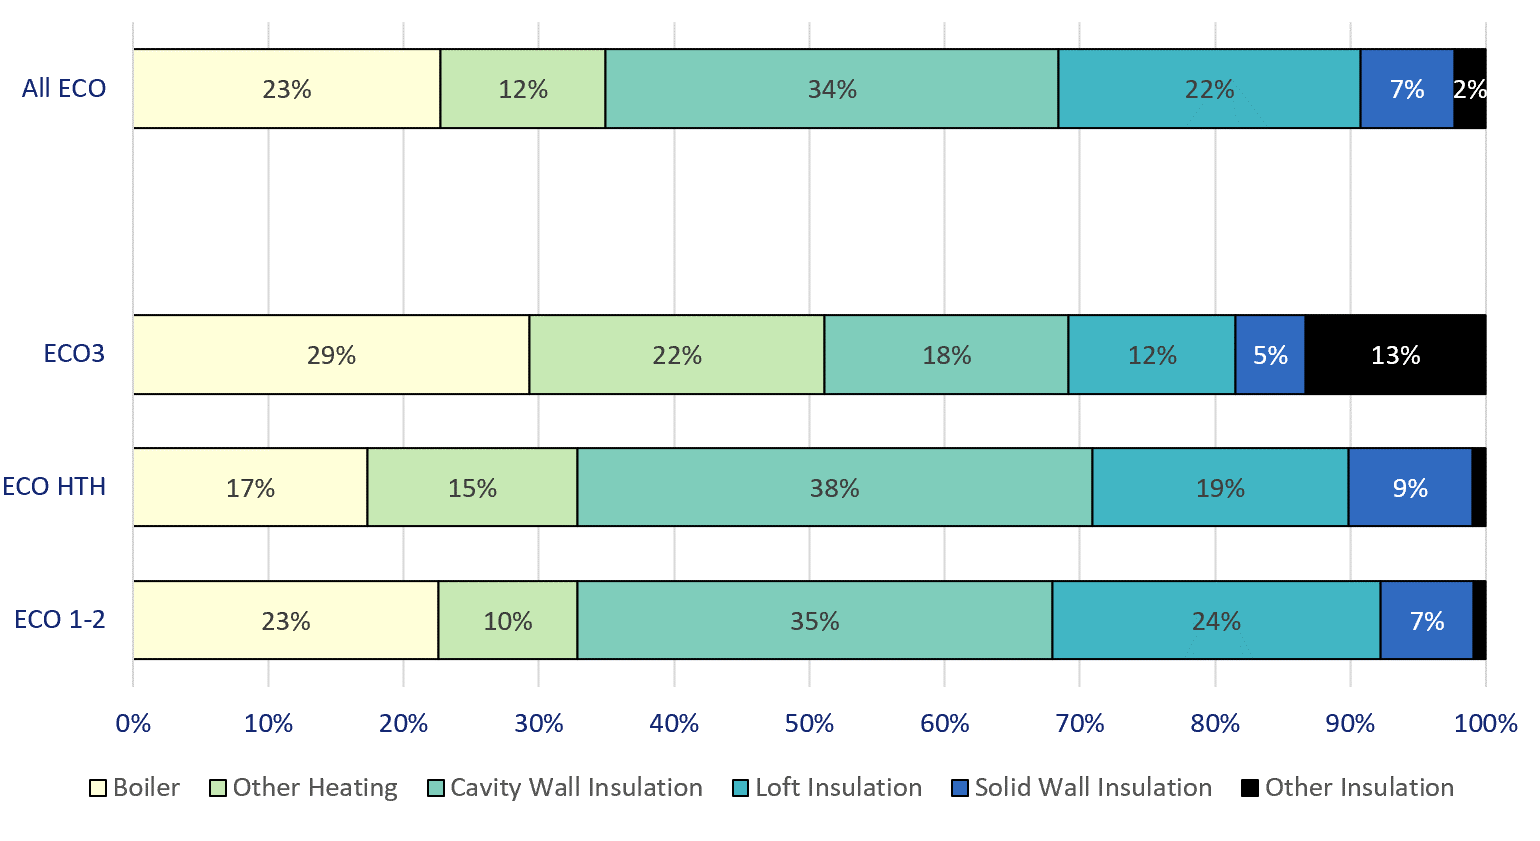 All ECO 23% 12% 34% 22% 7% 2%
ECO3 29% 22% 18% 12% 5% 13%
ECO HTH 17% 15% 38% 19% 9%
ECO 1-2 23% 10% 35% 24% 7%
0% 10% 20% 30% 40% 50% 60% 70% 80% 90% 100%
Boiler Other Heating Cavity Wall Insulation Loft Insulation Solid Wall Insulation Other Insulation